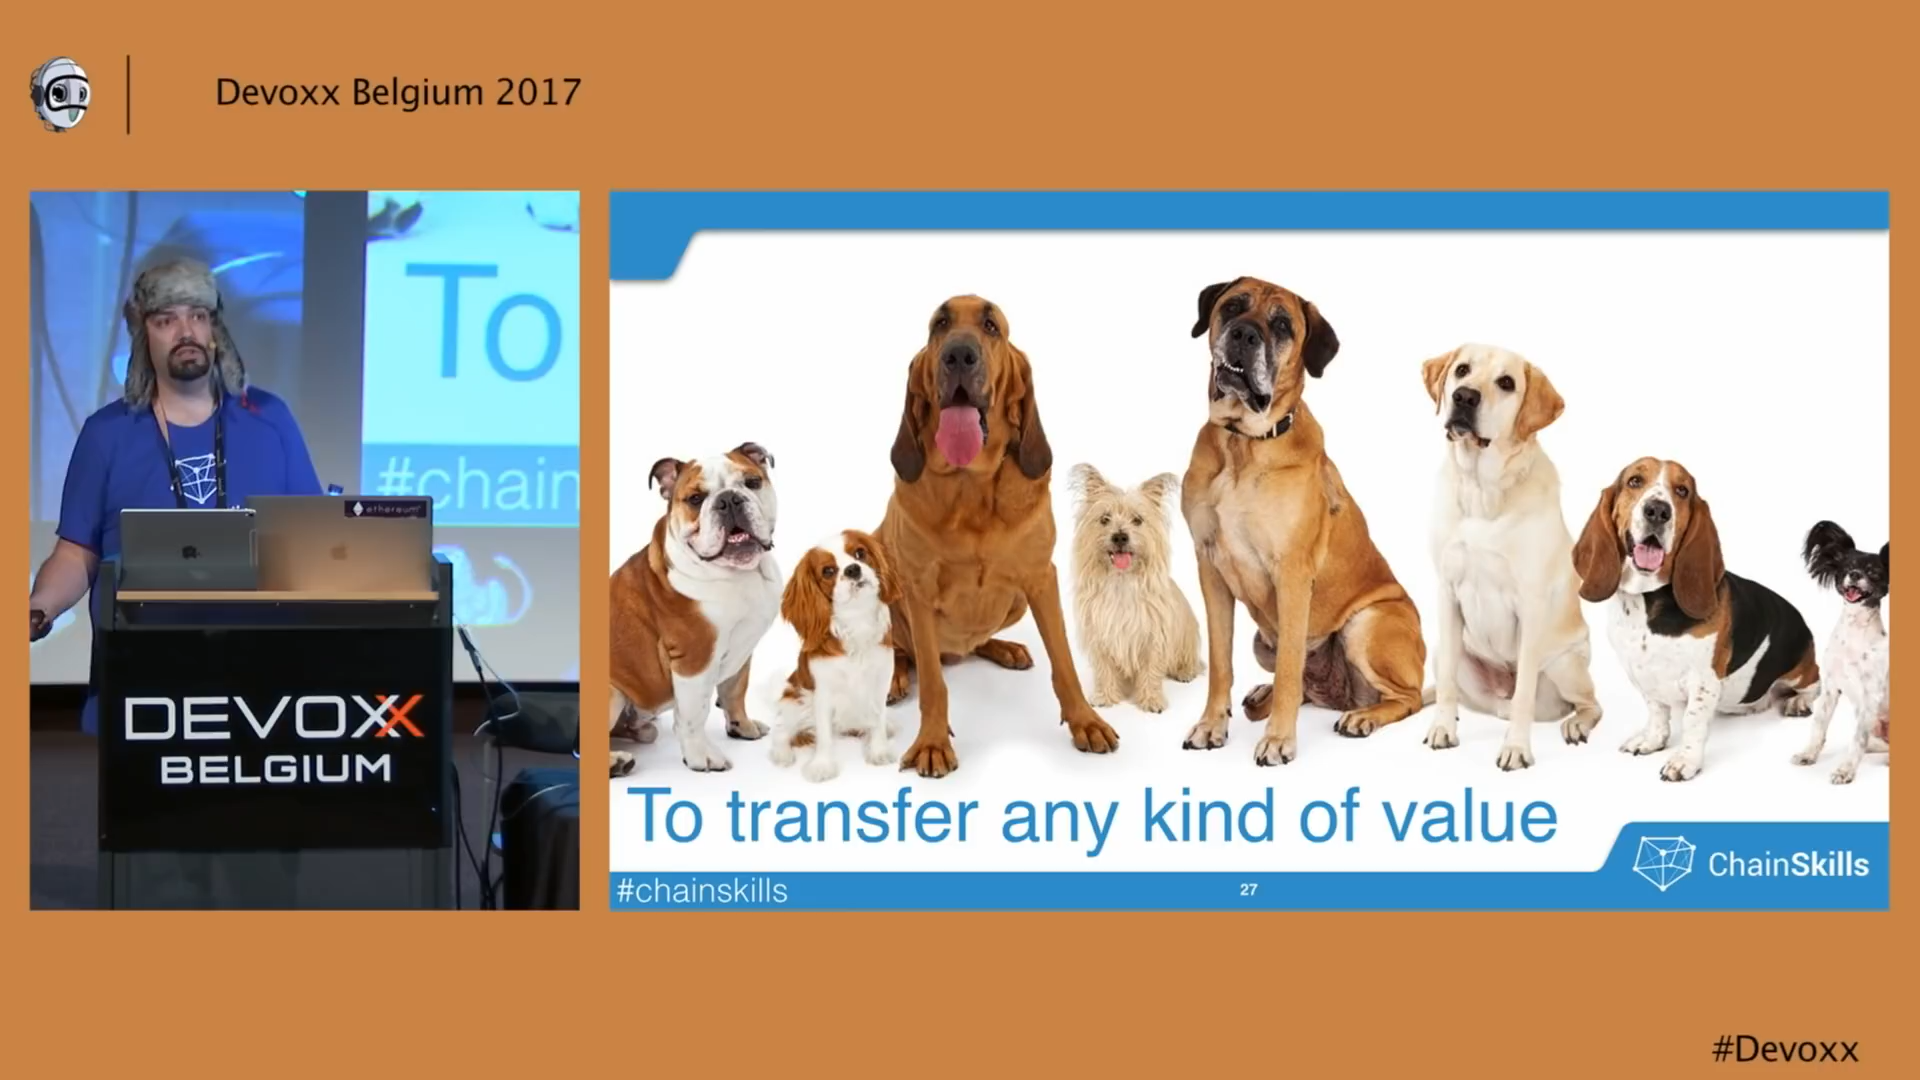 Devoxx Belgium 2017
To
#chain
ethereum
DEVOXX
BELGIUM
To transfer any kind of value
ChainSkills
#chainskills
27
#Devoxx